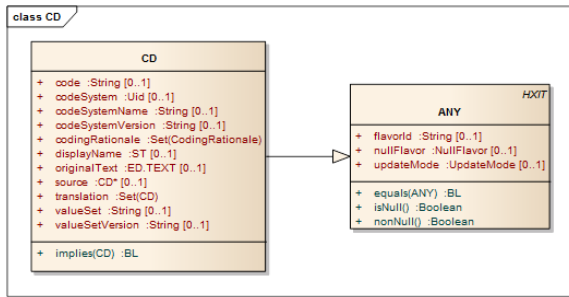 class CD
CD
+ code :String [0..1]
+ codeSystem :Uid [0..1]
+ codeSystemName :String [0..1]
+ codeSystemVersion :String [0..1]
+ codingRationale :Set(CodingRationale)
+ displayName :ST [0..1]
+ originalText :ED.TEXT [0..1]
+ source :CD* [0..1]
+ translation :Set(CD)
+ valueSet :String [0..1]
+ valueSetVersion :String [0..1]
+ implies(CD) :BL
HXIT
ANY
+ flavorId :String [0..1]
+ nullFlavor :NullFlavor [0..1]
+ updateMode :UpdateMode [0..1]
+ equals(ANY) :BL
+ isNull() :Boolean
+ nonNull() :Boolean